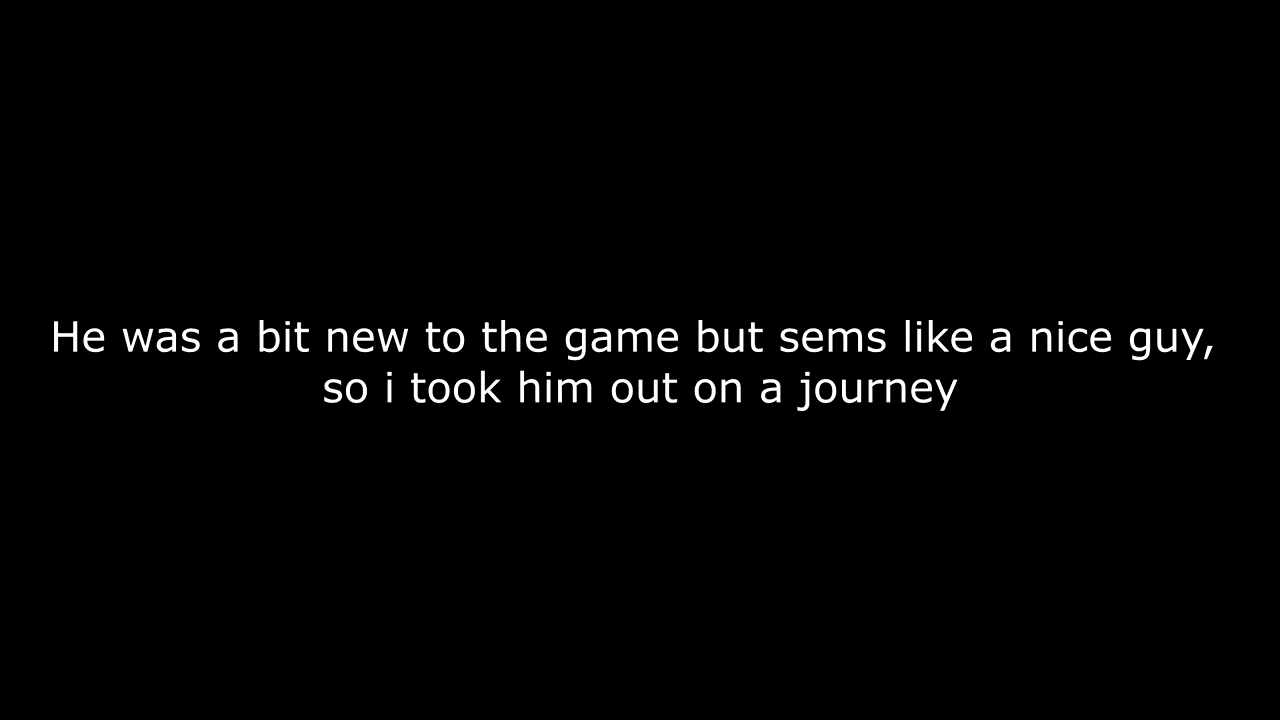 He was a bit new to the game but sems like a nice guy,
so i took him out on a journey